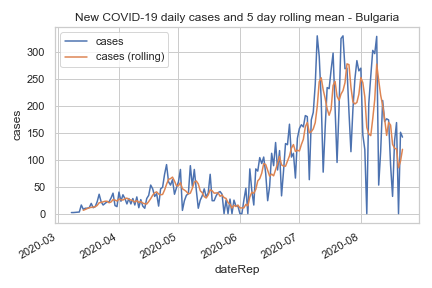 New COVID-19 daily cases and 5 day rolling mean - Bulgaria
cases
cases (rolling)
300
250
200
150
100
50
0
cases
2020-03
2020-04
2020-05
2020-06
2020-07
2020-08
dateRep